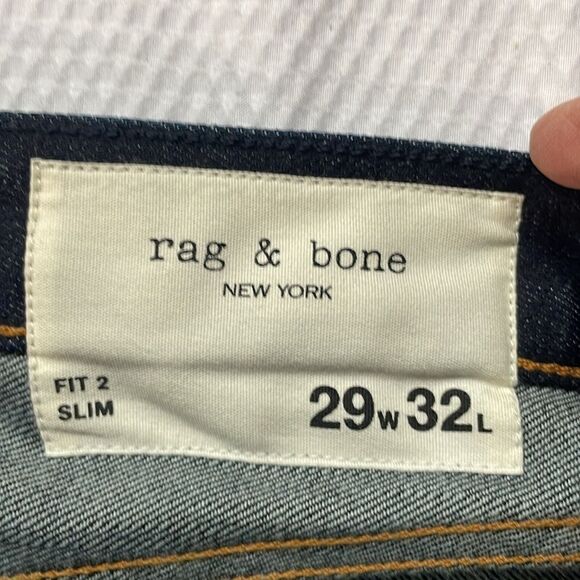 rag & bone
NEW YORK
FIT 2
SLIM
29W 32L